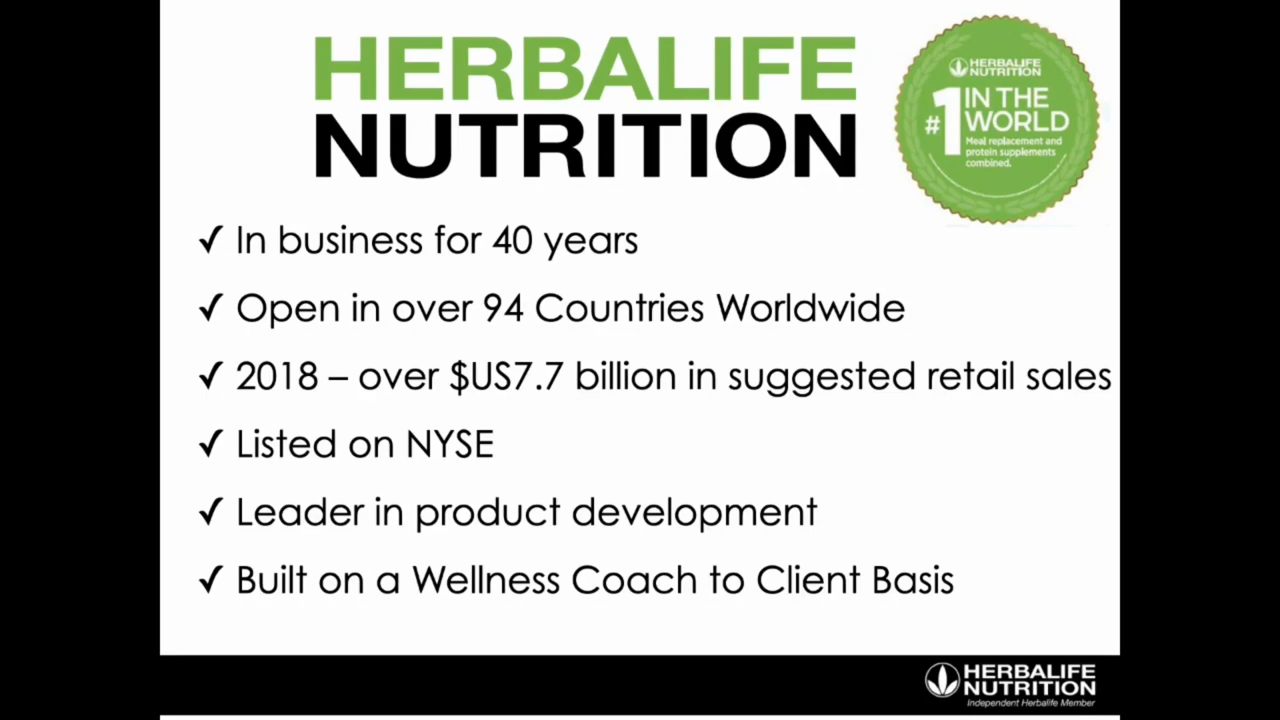 HERBALIFE
NUTRITION
HERBALIFE
NUTRITION
#1 IN THE
WORLD
Meal replacement and
protein supplements
combined.
✓ In business for 40 years
✓ Open in over 94 Countries Worldwide
✓ 2018 – over $US7.7 billion in suggested retail sales
✓ Listed on NYSE
✓ Leader in product development
✓ Built on a Wellness Coach to Client Basis
HERBALIFE
NUTRITION
Independent Herbalife Member